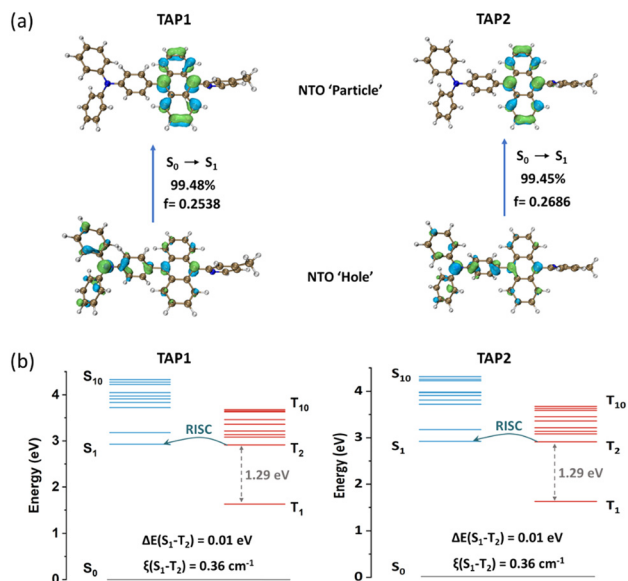 (a)
TAP1
TAP2
NTO 'Particle'
S₀ → S₁
99.48%
f= 0.2538
S₀ → S₁
99.45%
f= 0.2686
NTO 'Hole'
(b)
TAP1
Energy (eV)
5
4
3
2
1
0
S₁₀
S₁
S₀
RISC
T₁₀
T₂
T₁
1.29 eV
ΔE(S₁-T₂) = 0.01 eV
ξ(S₁-T₂) = 0.36 cm⁻¹
TAP2
Energy (eV)
5
4
3
2
1
0
S₁₀
S₁
S₀
RISC
T₁₀
T₂
T₁
1.29 eV
ΔE(S₁-T₂) = 0.01 eV
ξ(S₁-T₂) = 0.36 cm⁻¹